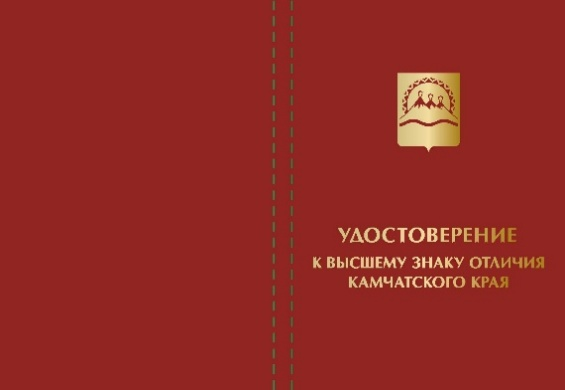 УДОСТОВЕРЕНИЕ
К ВЫСШЕМУ ЗНАКУ ОТЛИЧИЯ
КАМЧАТСКОГО КРАЯ